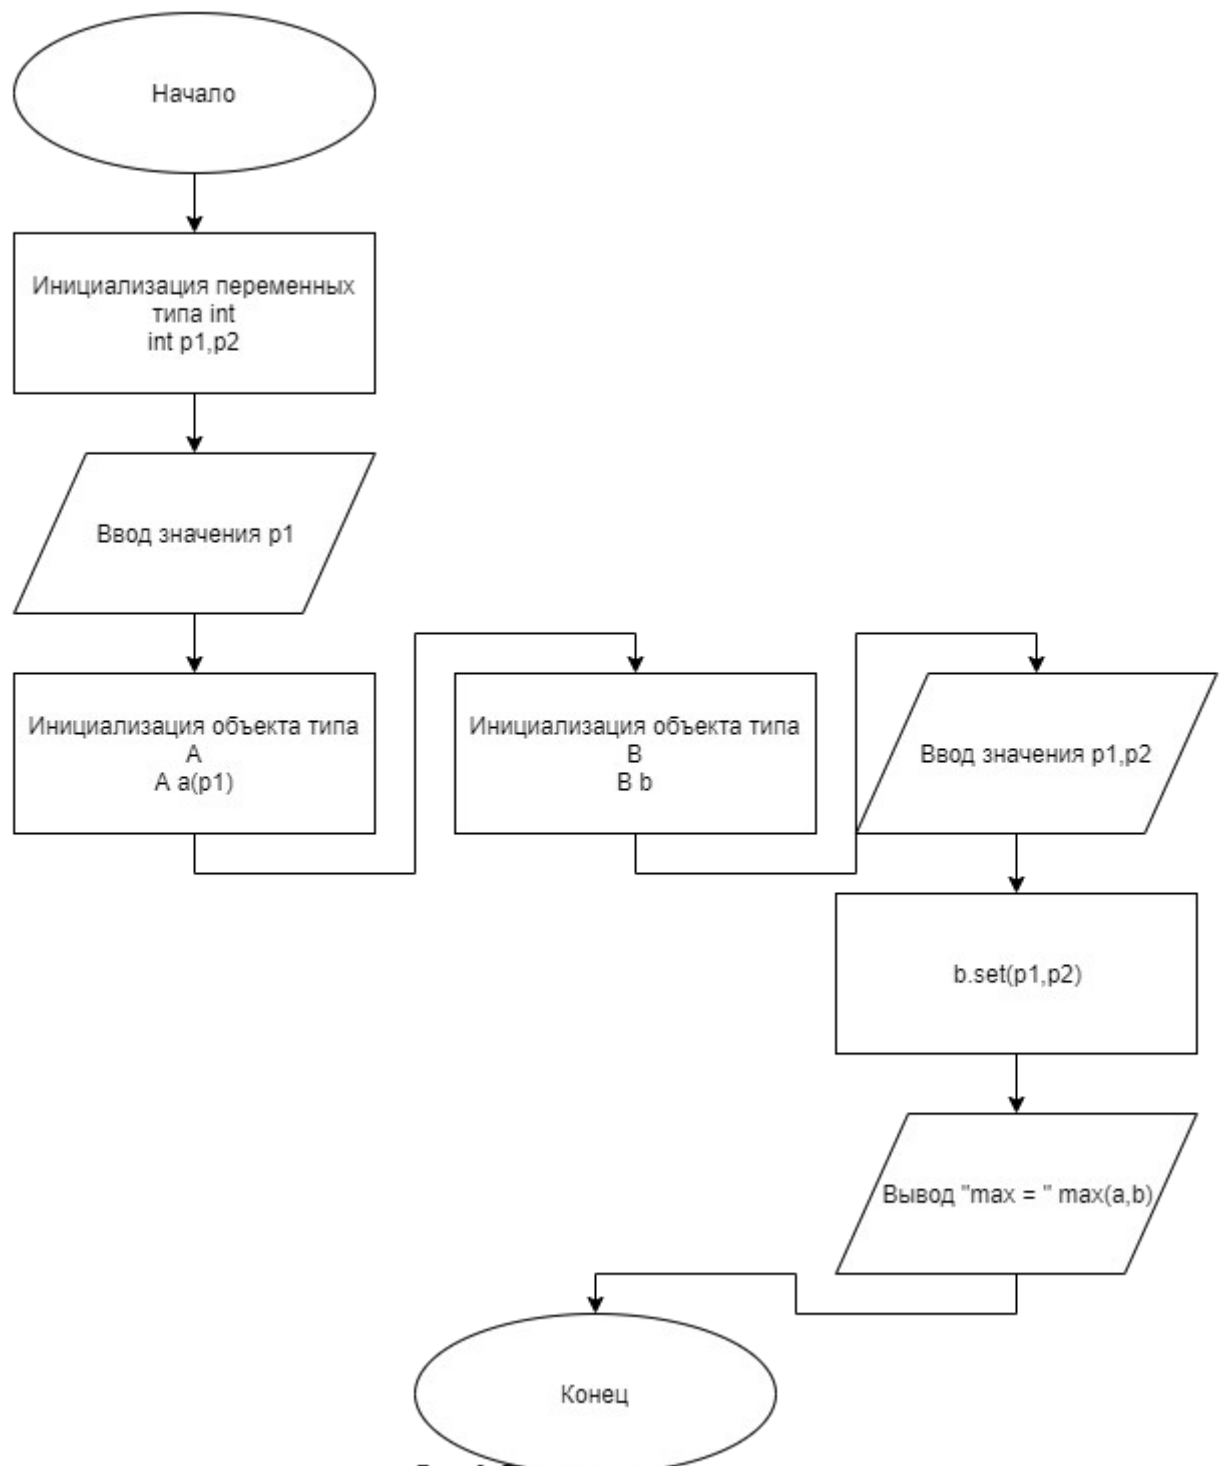 Начало
Инициализация переменных
типа int
int p1,p2
Ввод значения p1
Инициализация объекта типа
A
A a(p1)
Инициализация объекта типа
B
B b
Ввод значения p1,p2
b.set(p1,p2)
Вывод "max = " max(a,b)
Конец